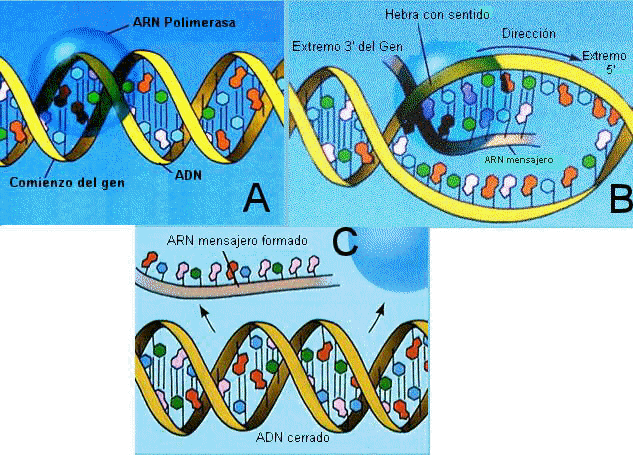 ARN Polimerasa
Comienzo del gen
ADN
A
Hebra con sentido
Dirección
Extremo 3' del Gen
Extremo
5'
ARN mensajero
B
ARN mensajero formado
C
ADN cerrado